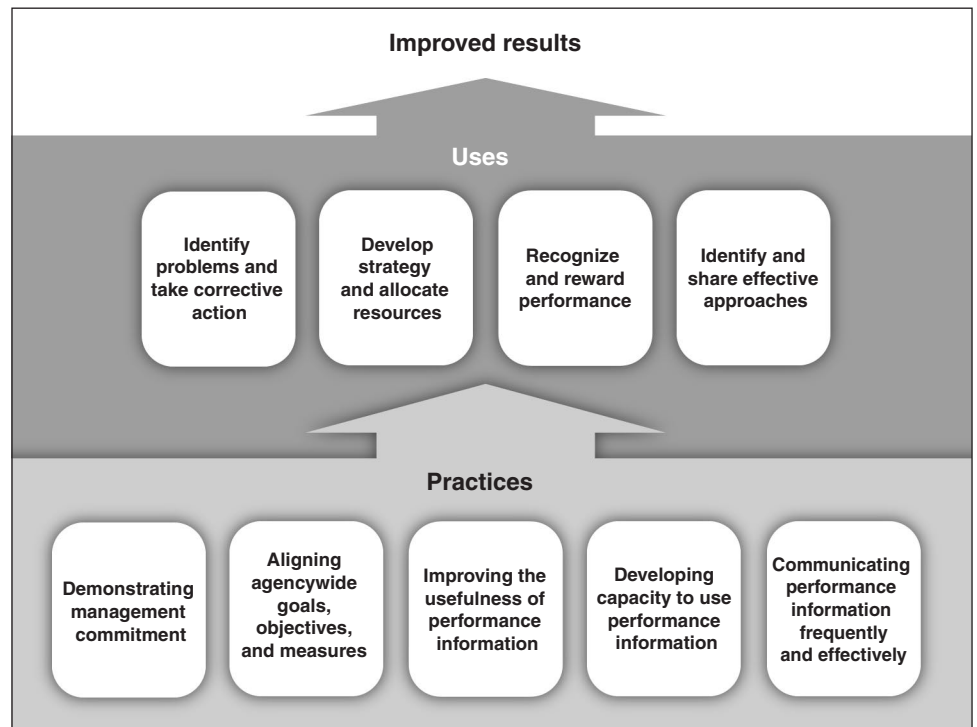 Improved results
Uses
Identify
problems and
take corrective
action
Develop
strategy
and allocate
resources
Recognize
and reward
performance
Identify and
share effective
approaches
Practices
Demonstrating
management
commitment
Aligning
agencywide
goals,
objectives,
and measures
Improving the
usefulness of
performance
information
Developing
capacity to use
performance
information
Communicating
performance
information
frequently
and effectively